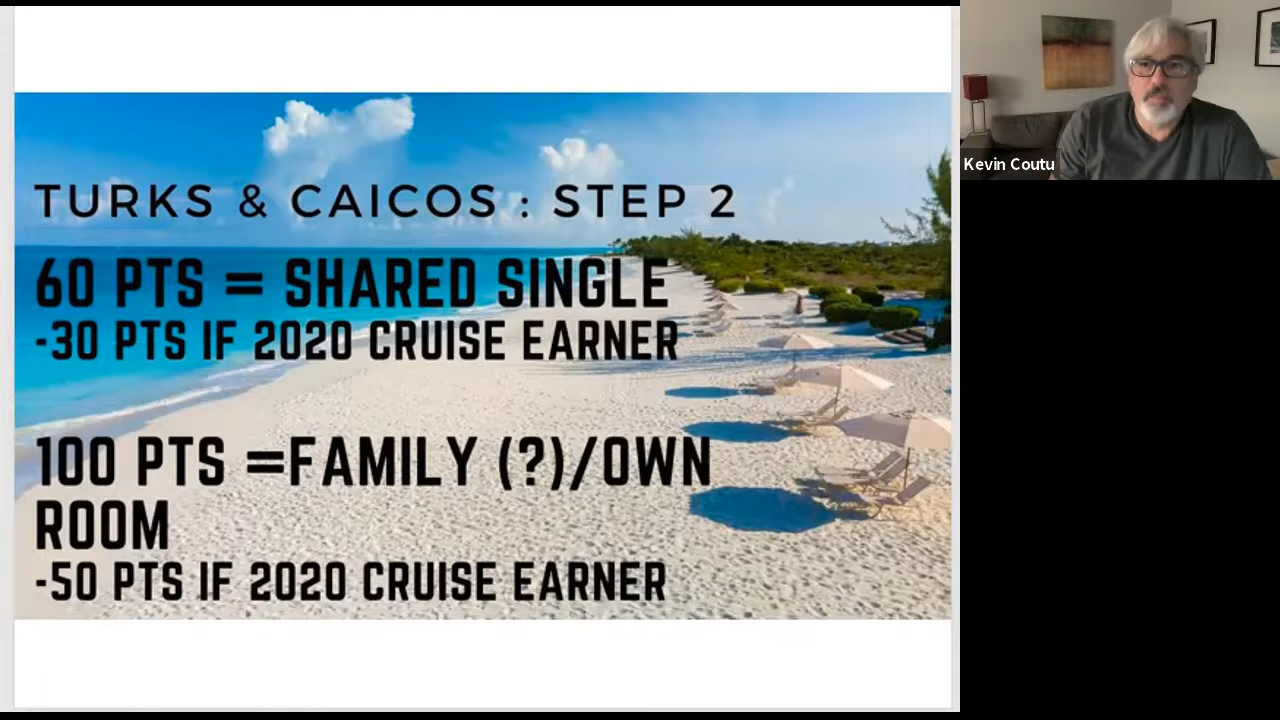 TURKS & CAICOS : STEP 2
60 PTS = SHARED SINGLE
-30 PTS IF 2020 CRUISE EARNER
100 PTS =FAMILY (?)/OWN
ROOM
-50 PTS IF 2020 CRUISE EARNER
Kevin Coutu